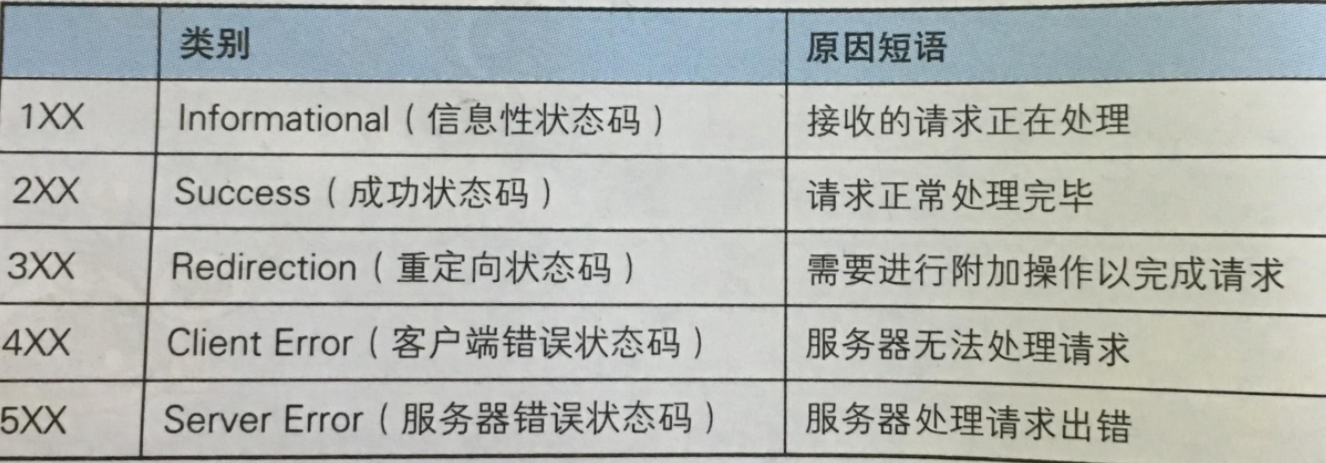 类别 原因短语
1XX Informational（信息性状态码） 接收的请求正在处理
2XX Success（成功状态码） 请求正常处理完毕
3XX Redirection（重定向状态码） 需要进行附加操作以完成请求
4XX Client Error（客户端错误状态码） 服务器无法处理请求
5XX Server Error（服务器错误状态码） 服务器处理请求出错